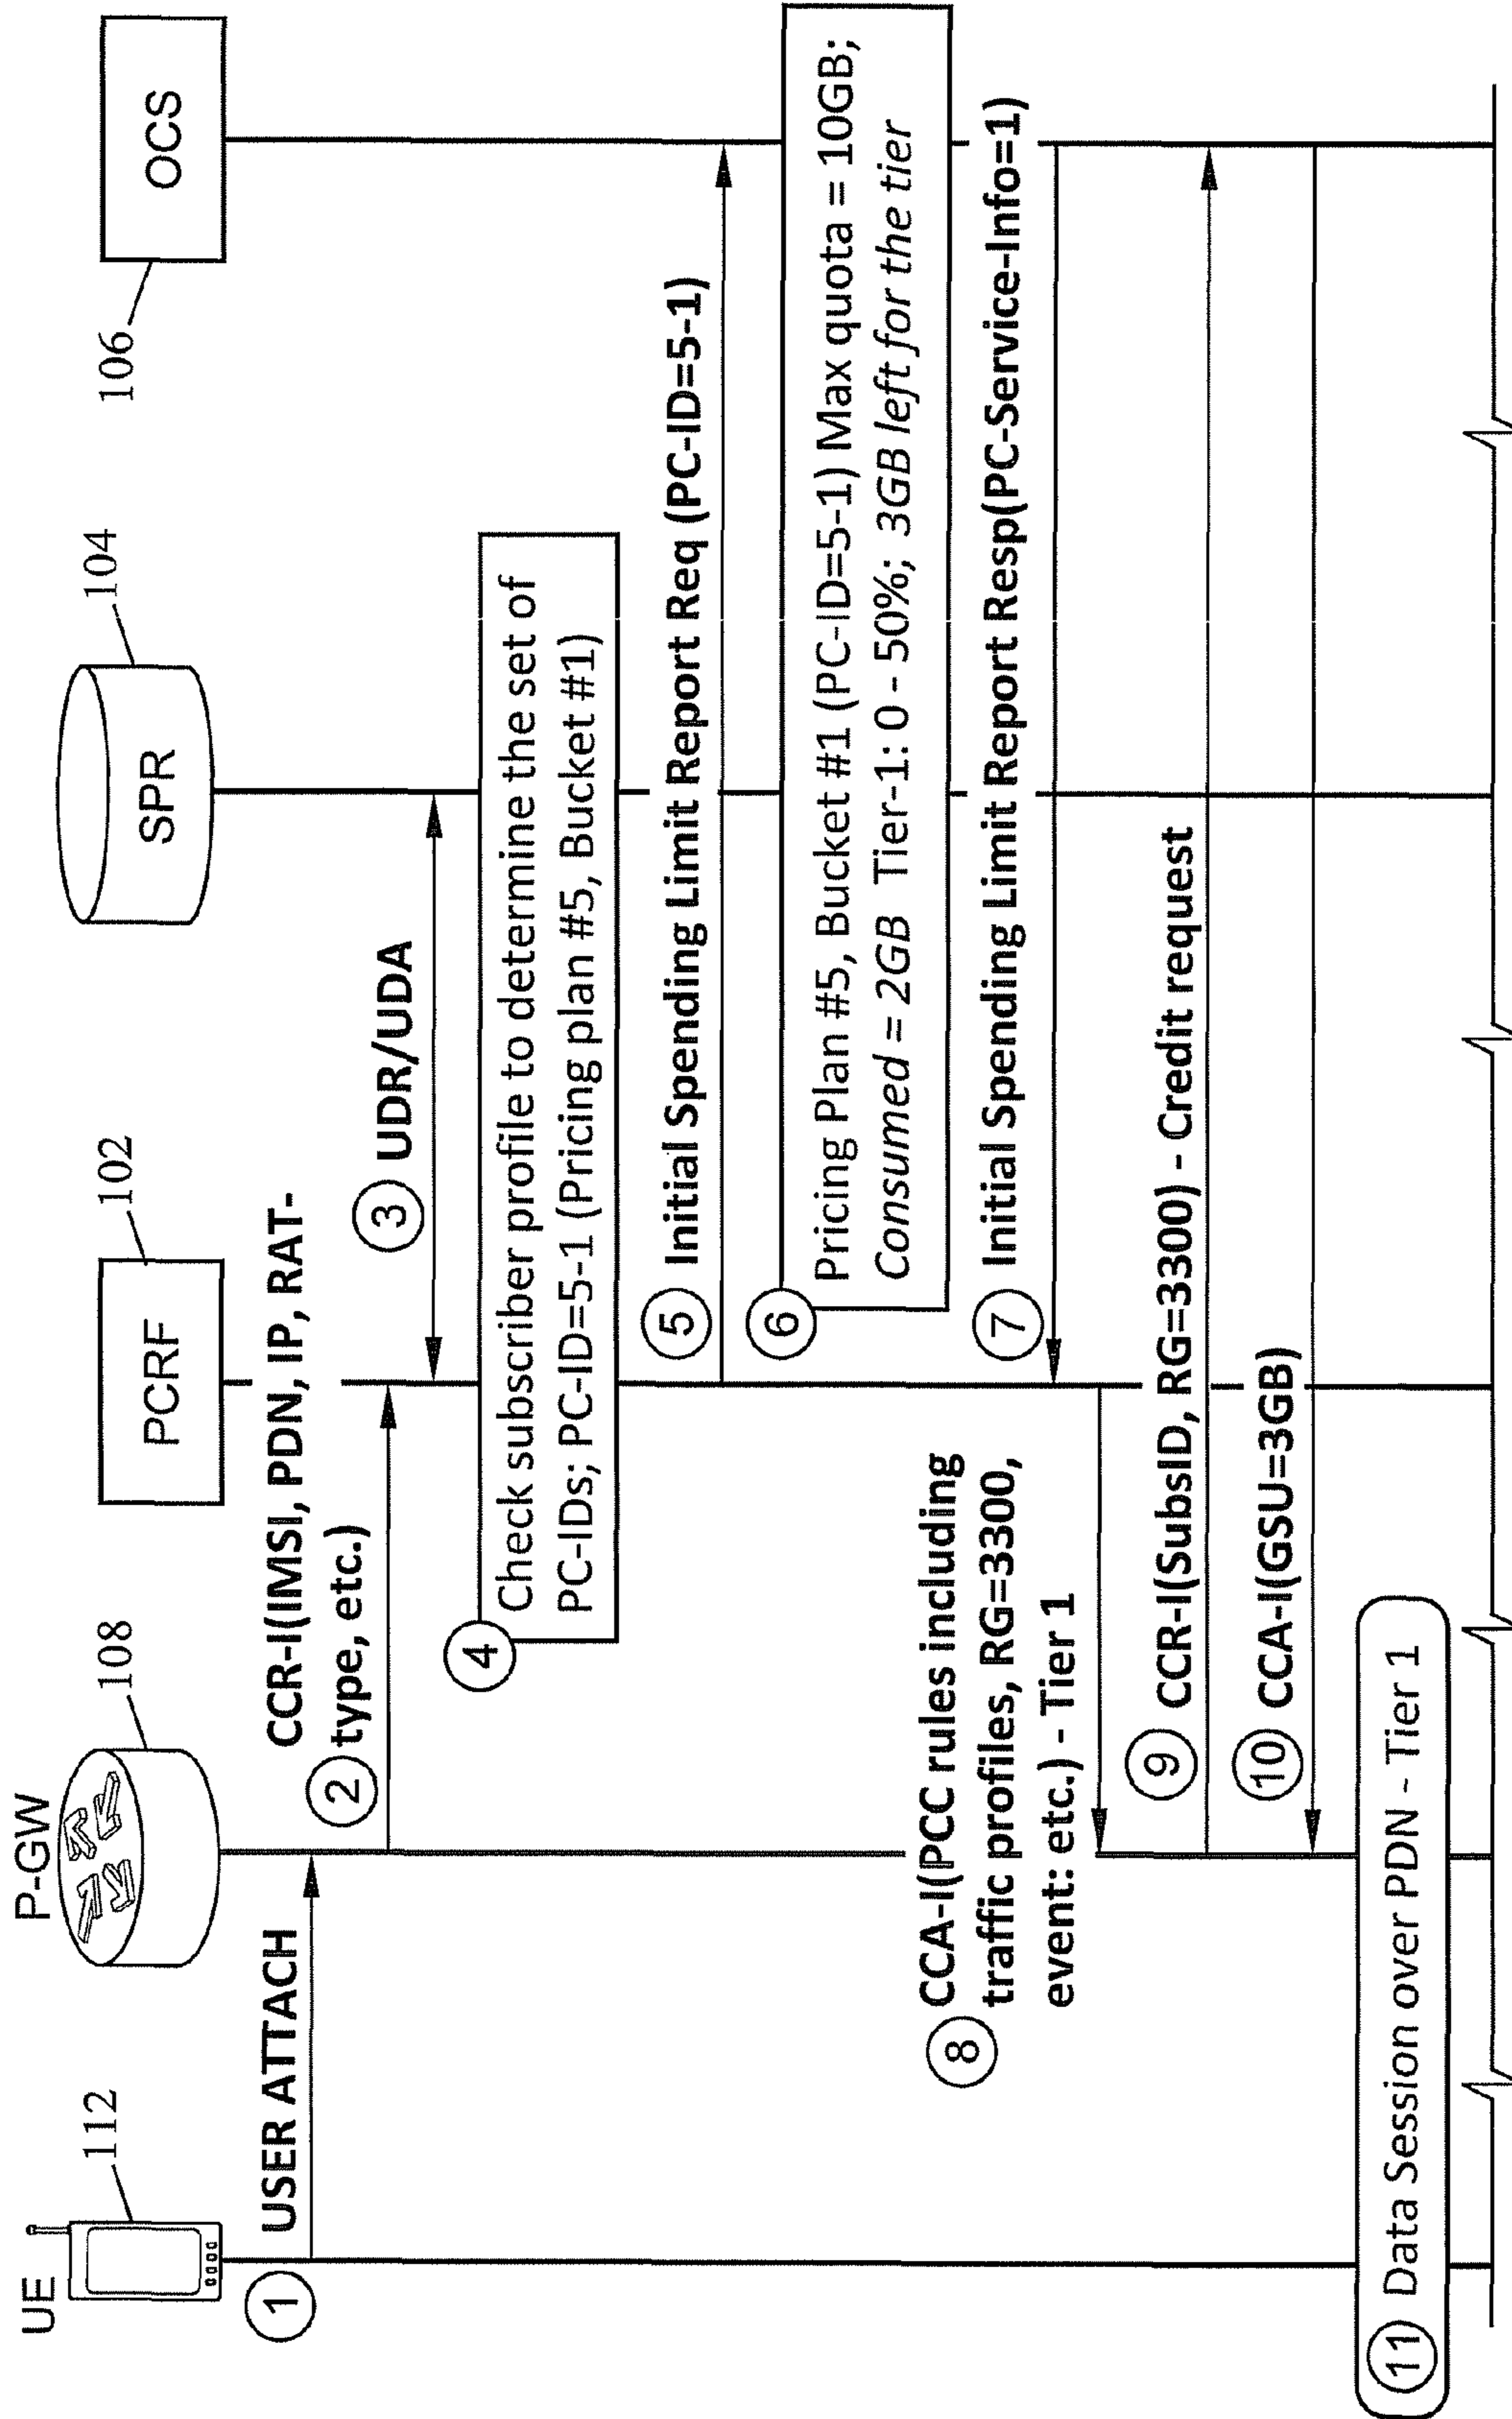 UE
112
P-GW
108
PCRF
102
SPR
104
OCS
106
1 USER ATTACH
CCR-I(IMSI, PDN, IP, RAT-
2 type, etc.)
3 UDR/UDA
4
Check subscriber profile to determine the set of
PC-IDs; PC-ID=5-1 (Pricing plan #5, Bucket #1)
5 Initial Spending Limit Report Req (PC-ID=5-1)
6
Pricing Plan #5, Bucket #1 (PC-ID=5-1) Max quota = 10GB;
Consumed = 2GB Tier-1: 0 - 50%; 3GB left for the tier
7 Initial Spending Limit Report Resp(PC-Service-Info=1)
8
CCA-I(PCC rules including
traffic profiles, RG=3300,
event: etc.) - Tier 1
9 CCR-I(SubsID, RG=3300) - Credit request
10 CCA-I(GSU=3GB)
11 Data Session over PDN - Tier 1